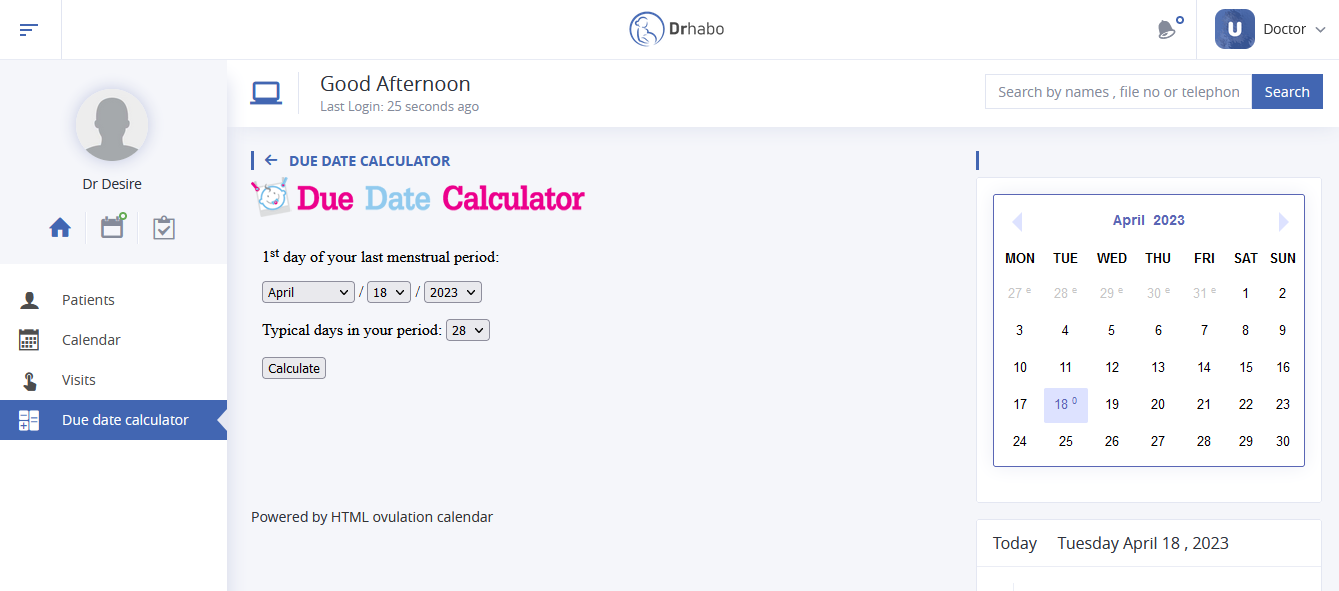 Drhabo
U
Doctor
Good Afternoon
Last Login: 25 seconds ago
Search by names , file no or telephon
Search
Dr Desire
Patients
Calendar
Visits
Due date calculator
DUE DATE CALCULATOR
Due Date Calculator
1st day of your last menstrual period:
April / 18 / 2023
Typical days in your period: 28
Calculate
Powered by HTML ovulation calendar
April 2023
MON TUE WED THU FRI SAT SUN
27 e 28 e 29 e 30 e 31 e 1 2
3 4 5 6 7 8 9
10 11 12 13 14 15 16
17 18 0 19 20 21 22 23
24 25 26 27 28 29 30
Today Tuesday April 18 , 2023